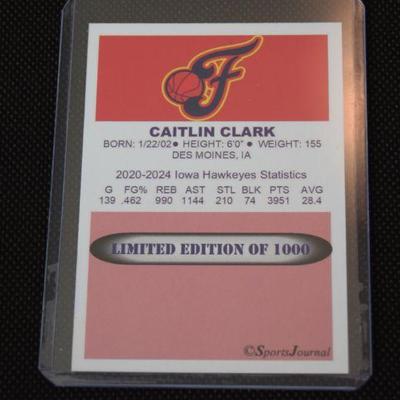 F
CAITLIN CLARK
BORN: 1/22/02● HEIGHT: 6'0" ● WEIGHT: 155
DES MOINES, IA
2020-2024 Iowa Hawkeyes Statistics
G FG% REB AST STL BLK PTS AVG
139 .462 990 1144 210 74 3951 28.4
LIMITED EDITION OF 1000
©SportsJournal